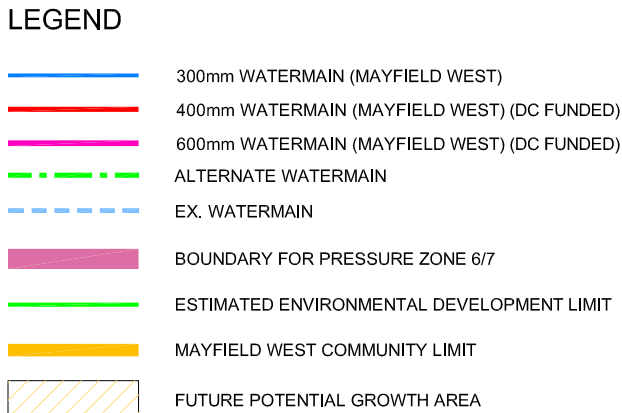 LEGEND
300mm WATERMAIN (MAYFIELD WEST)
400mm WATERMAIN (MAYFIELD WEST) (DC FUNDED)
600mm WATERMAIN (MAYFIELD WEST) (DC FUNDED)
ALTERNATE WATERMAIN
EX. WATERMAIN
BOUNDARY FOR PRESSURE ZONE 6/7
ESTIMATED ENVIRONMENTAL DEVELOPMENT LIMIT
MAYFIELD WEST COMMUNITY LIMIT
FUTURE POTENTIAL GROWTH AREA